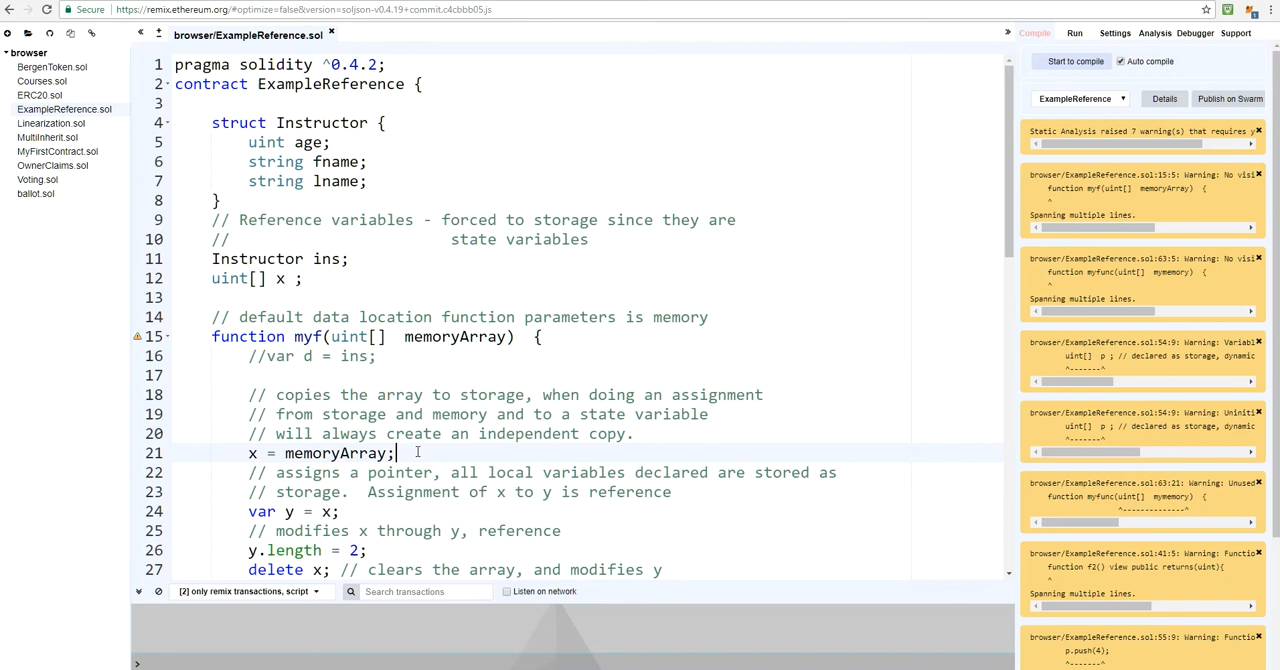 Secure
https://remix.ethereum.org/#optimize=false&version=soljson-v0.4.19+commit.c4cbbb05.js
browser
BergenToken.sol
Courses.sol
ERC20.sol
ExampleReference.sol
Linearization.sol
MultiInherit.sol
MyFirstContract.sol
OwnerClaims.sol
Voting.sol
ballot.sol
browser/ExampleReference.sol
1 pragma solidity ^0.4.2;
2 contract ExampleReference {
3
4 struct Instructor {
5 uint age;
6 string fname;
7 string lname;
8 }
9 // Reference variables - forced to storage since they are
10 // state variables
11 Instructor ins;
12 uint[] x ;
13
14 // default data location function parameters is memory
15 function myf(uint[] memoryArray) {
16 //var d = ins;
17
18 // copies the array to storage, when doing an assignment
19 // from storage and memory and to a state variable
20 // will always create an independent copy.
21 x = memoryArray;
22 // assigns a pointer, all local variables declared are stored as
23 // storage. Assignment of x to y is reference
24 var y = x;
25 // modifies x through y, reference
26 y.length = 2;
27 delete x; // clears the array, and modifies y
[2] only remix transactions, script
Search transactions
Listen on network
Compile Run Settings Analysis Debugger Support
Start to compile Auto compile
ExampleReference Details Publish on Swarm
Static Analysis raised 7 warning(s) that requires y
browser/ExampleReference.sol:15:5: Warning: No visi
function myf(uint[] memoryArray) {
^
Spanning multiple lines.
browser/ExampleReference.sol:63:5: Warning: No visi
function myfunc(uint[] mymemory) {
^
Spanning multiple lines.
browser/ExampleReference.sol:54:9: Warning: Variabl
uint[] p ; // declared as storage, dynamic
^-------^
browser/ExampleReference.sol:54:9: Warning: Uniniti
uint[] p ; // declared as storage, dynamic
^-------^
browser/ExampleReference.sol:63:21: Warning: Unused
function myfunc(uint[] mymemory) {
^--------------^
browser/ExampleReference.sol:41:5: Warning: Functio
function f2() view public returns(uint){
^
Spanning multiple lines.
browser/ExampleReference.sol:55:9: Warning: Functio
p.push(4);
^-------^